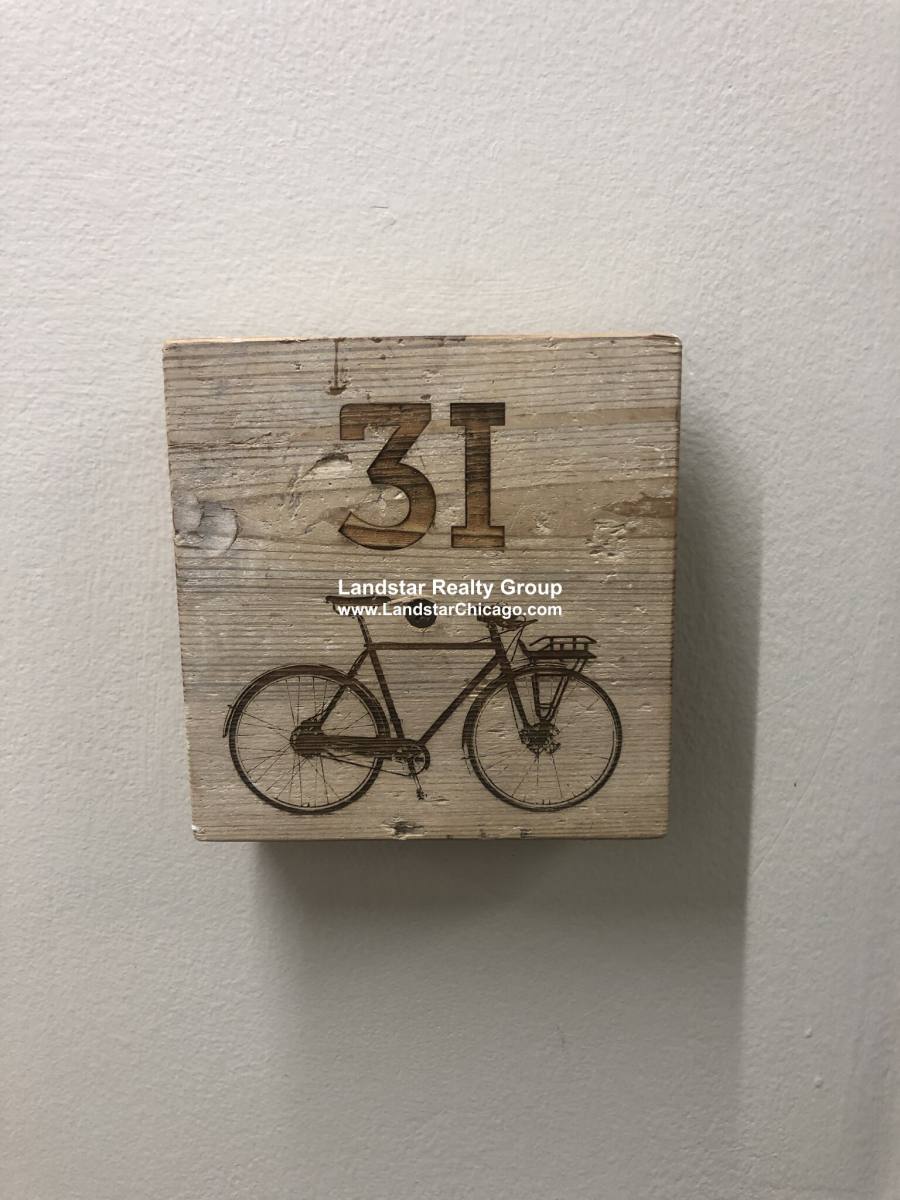 3I
Landstar Realty Group
www.LandstarChicago.com